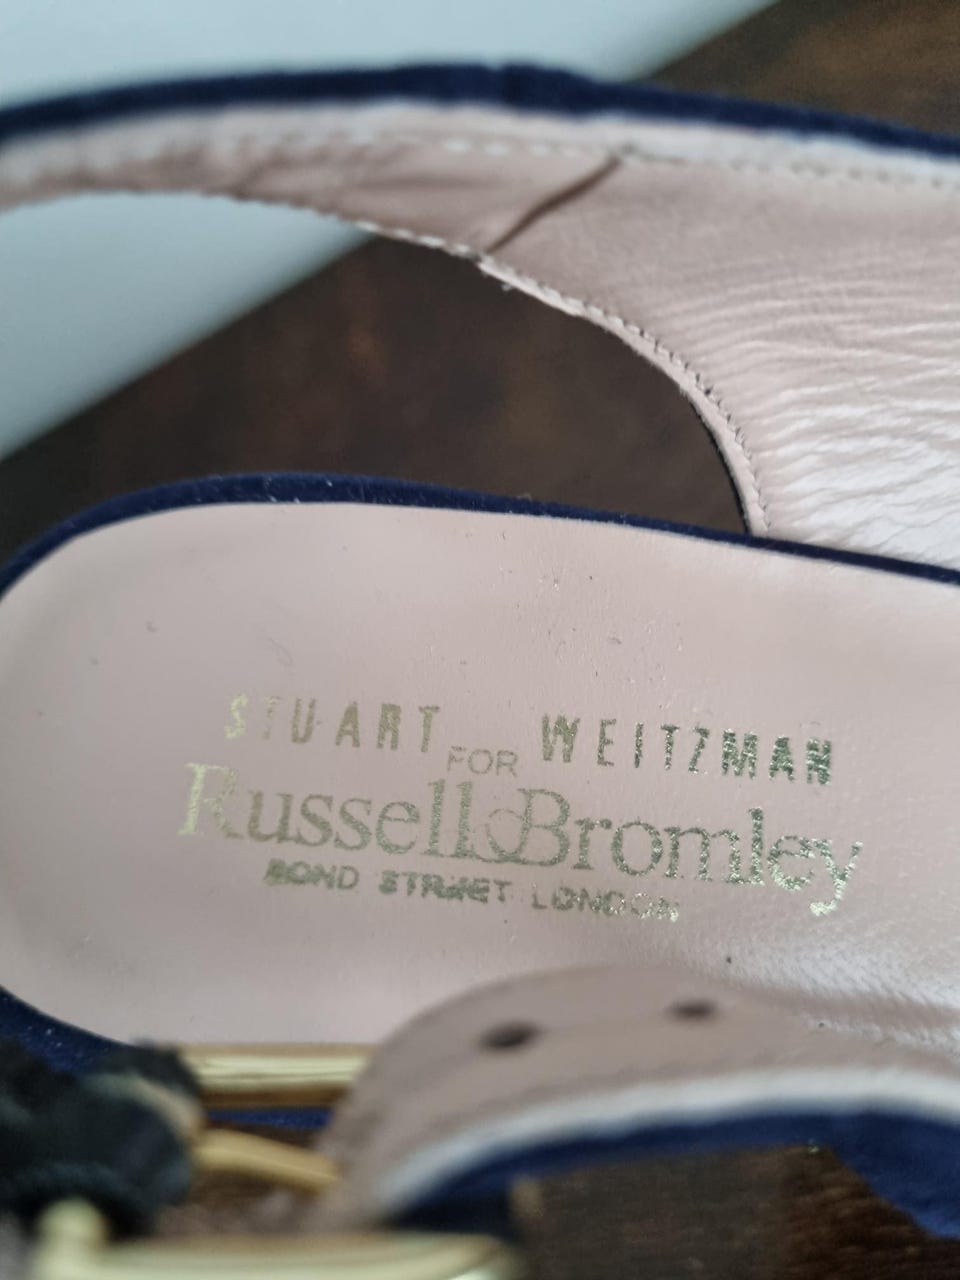 STUART WEITZMAN
FOR
Russell & Bromley
BOND STREET LONDON